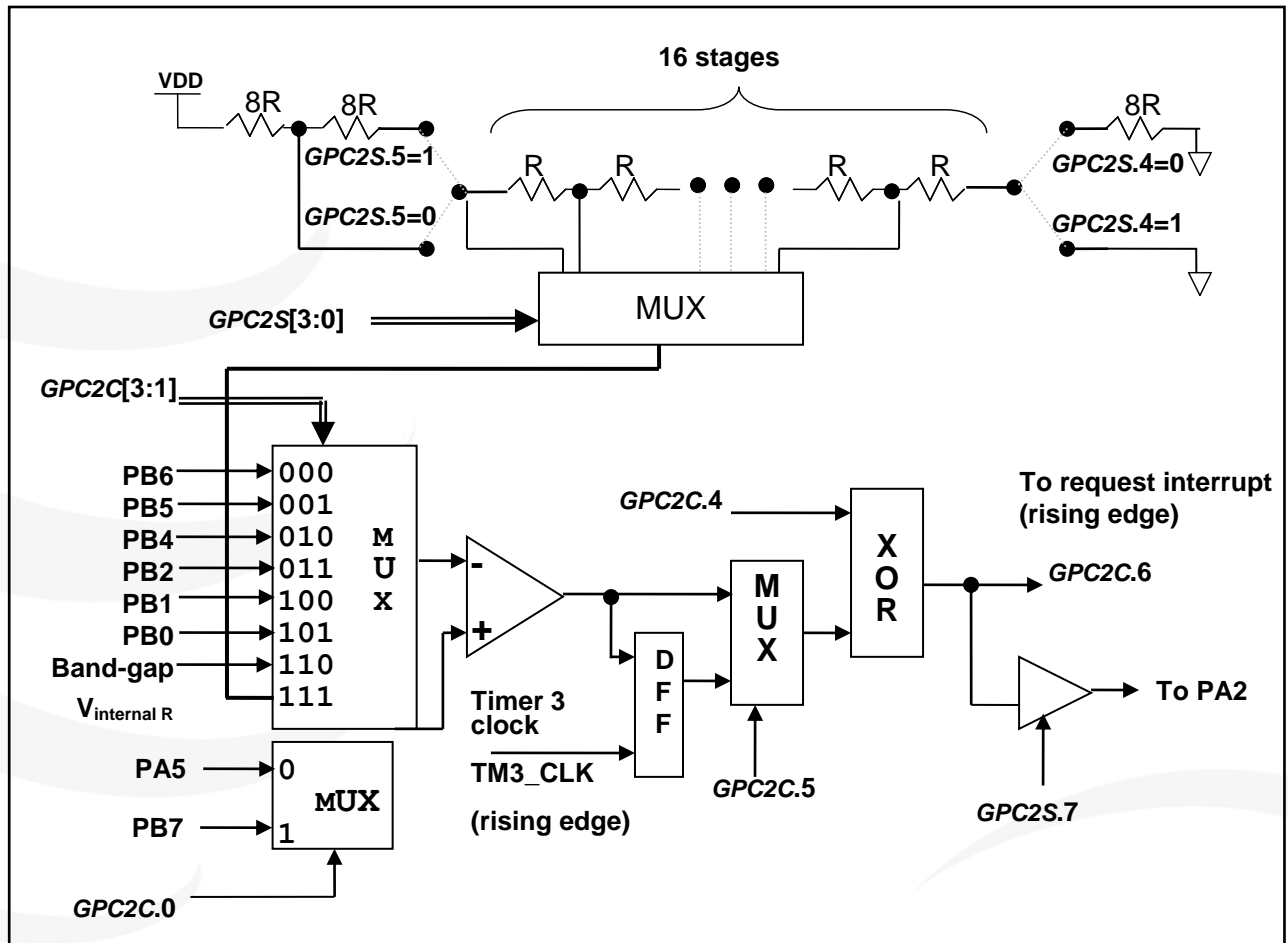 16 stages
VDD
8R
8R
8R
GPC2S.5=1
GPC2S.4=0
R
R
R
R
GPC2S.5=0
GPC2S.4=1
MUX
GPC2S[3:0]
GPC2C[3:1]
PB6
000
PB5
001
PB4
010
PB2
011
PB1
100
PB0
101
Band-gap
110
Vinternal R
111
M
U
X
-
+
GPC2C.4
To request interrupt
(rising edge)
X
O
R
GPC2C.6
M
U
X
D
F
F
Timer 3
clock
TM3_CLK
(rising edge)
GPC2C.5
To PA2
GPC2S.7
PA5
0
MUX
PB7
1
GPC2C.0